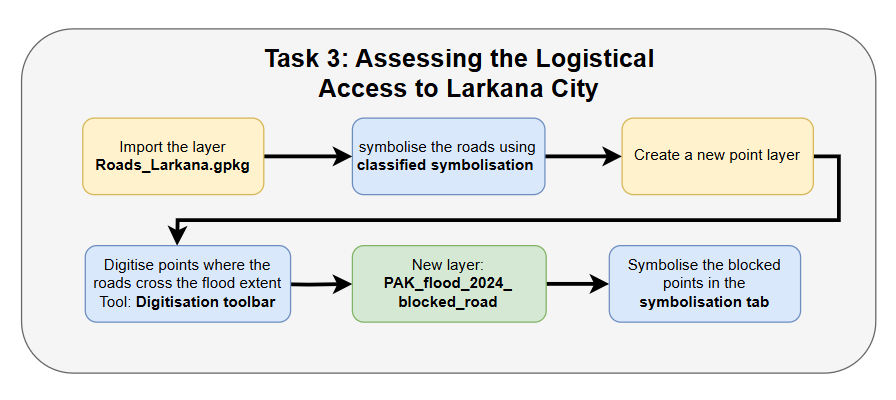 Task 3: Assessing the Logistical
Access to Larkana City
Import the layer
Roads_Larkana.gpkg
symbolise the roads using
classified symbolisation
Create a new point layer
Digitise points where the
roads cross the flood extent
Tool: Digitisation toolbar
New layer:
PAK_flood_2024_
blocked_road
Symbolise the blocked
points in the
symbolisation tab